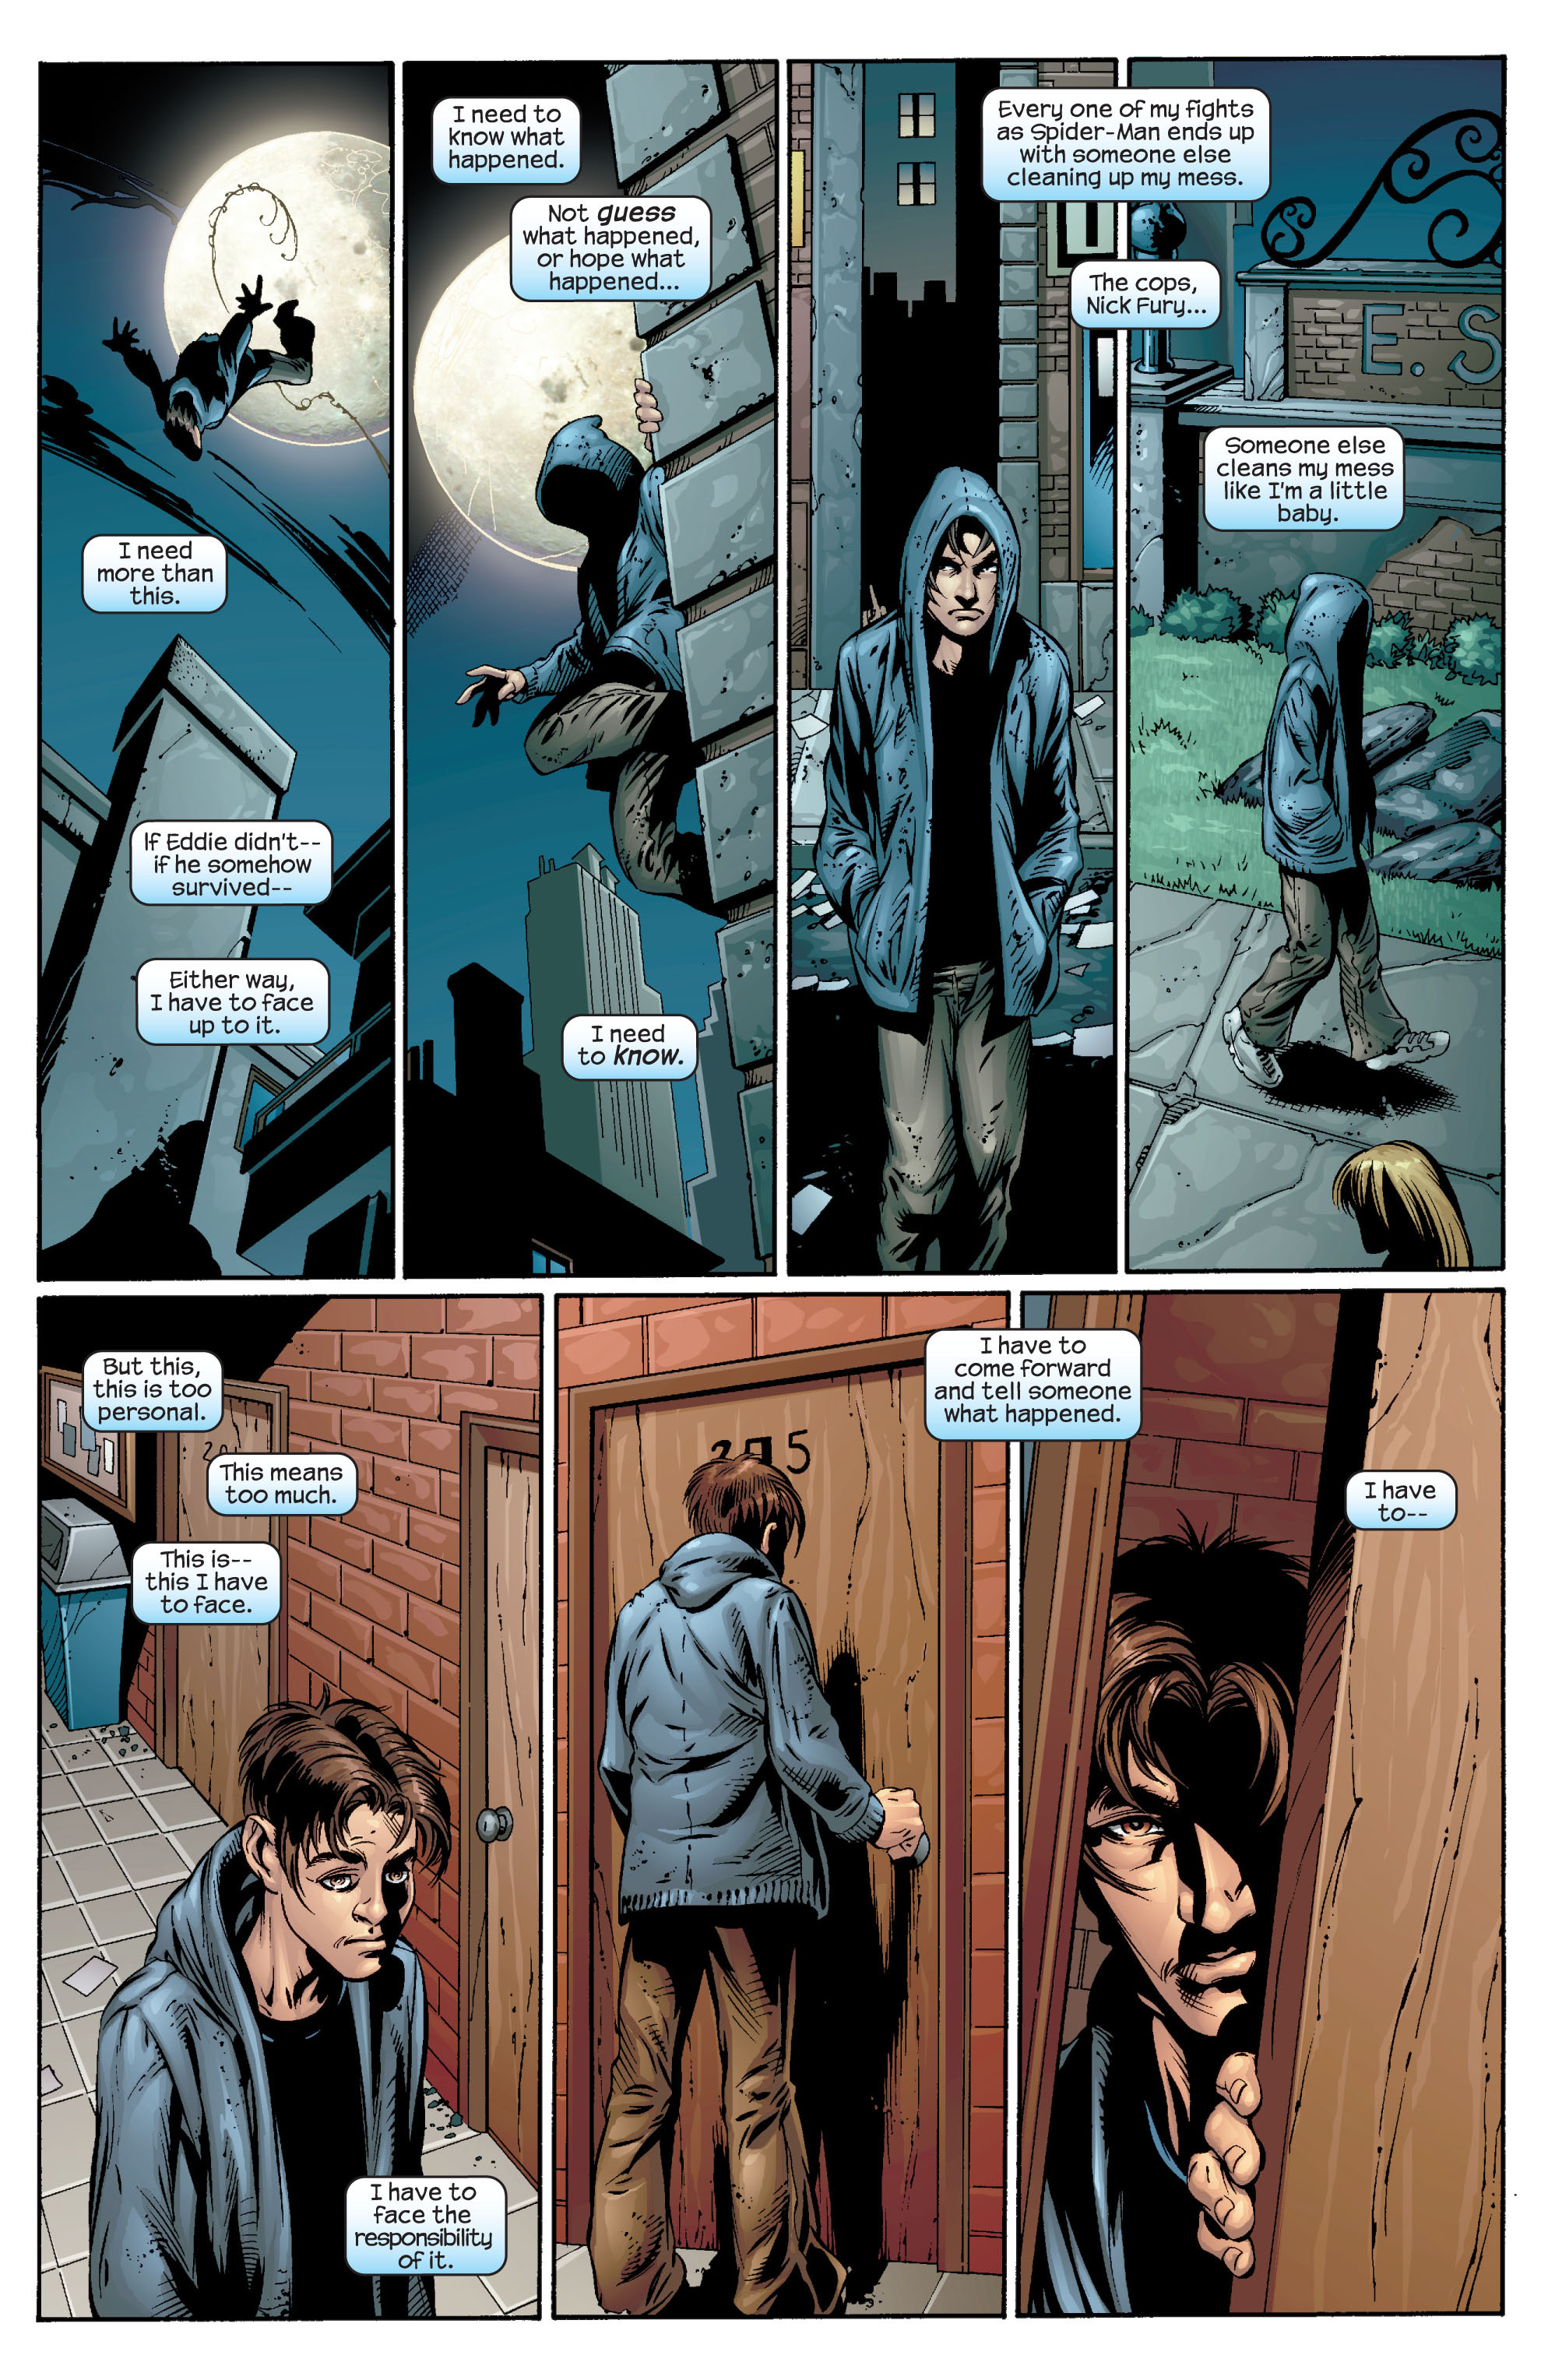 I need
more than
this.
If Eddie didn't--
if he somehow
survived--
Either way,
I have to face
up to it.
I need to
know what
happened.
Not guess
what happened,
or hope what
happened...
I need
to know.
Every one of my fights
as Spider-Man ends up
with someone else
cleaning up my mess.
The cops,
Nick Fury...
E.S
Someone else
cleans my mess
like I'm a little
baby.
But this,
this is too
personal.
This means
too much.
This is--
this I have
to face.
I have to
face the
responsibility
of it.
I have to
come forward
and tell someone
what happened.
I have
to--